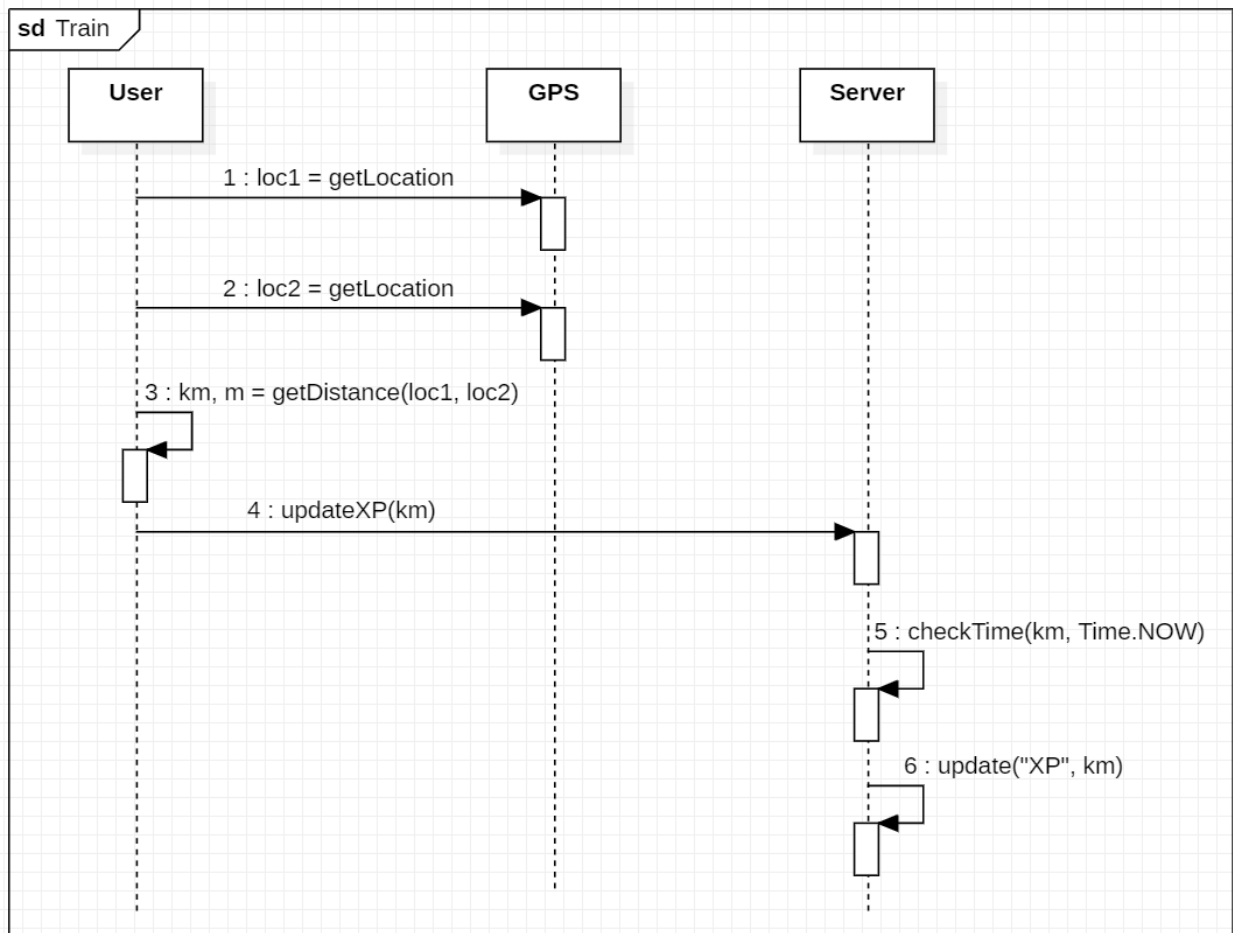 sd Train
User
GPS
Server
1 : loc1 = getLocation
2 : loc2 = getLocation
3 : km, m = getDistance(loc1, loc2)
4 : updateXP(km)
5 : checkTime(km, Time.NOW)
6 : update("XP", km)